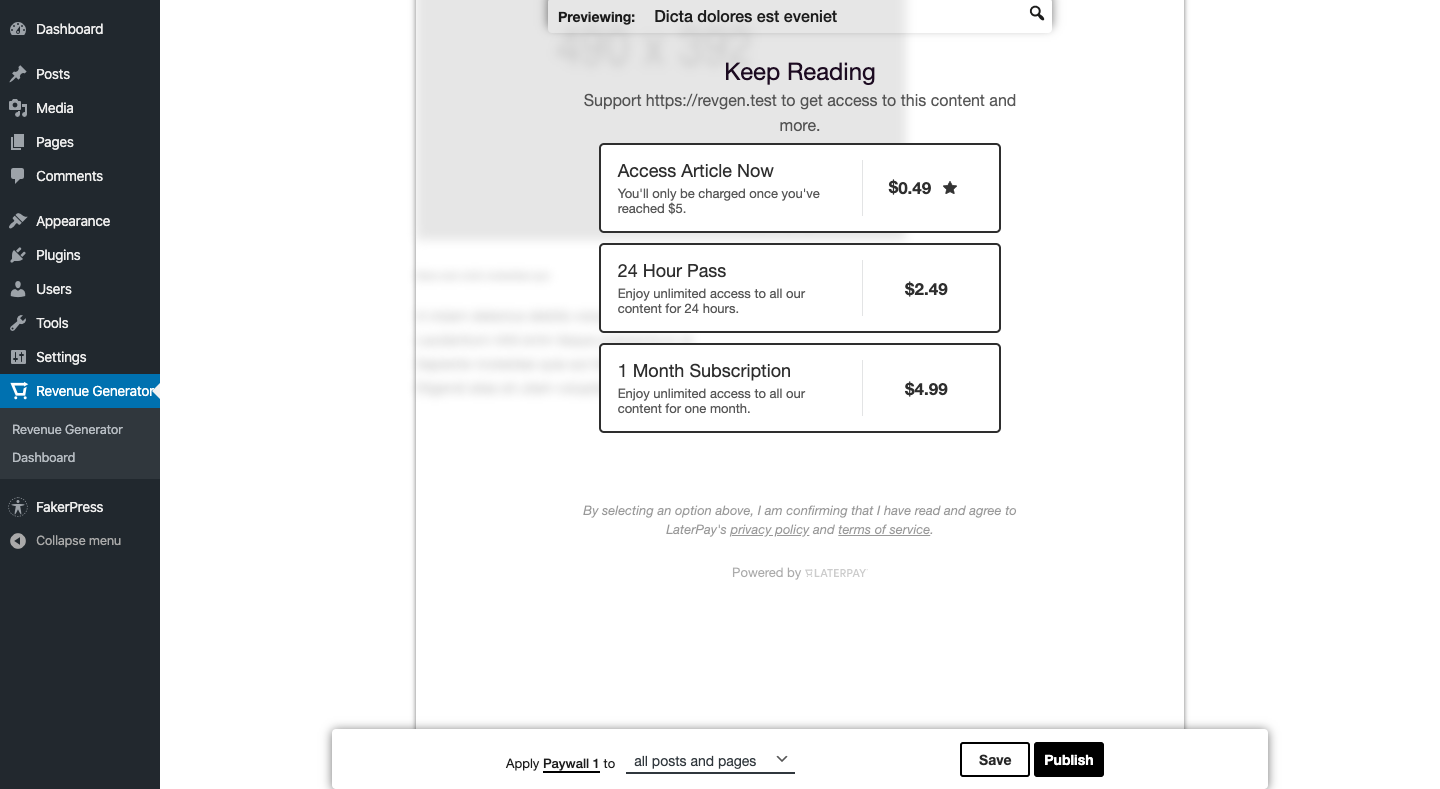 Dashboard
Posts
Media
Pages
Comments
Appearance
Plugins
Users
Tools
Settings
Revenue Generator
Revenue Generator
Dashboard
FakerPress
Collapse menu
Previewing: Dicta dolores est eveniet
490 x 392
Keep Reading
Support https://revgen.test to get access to this content and
more.
Access Article Now
You'll only be charged once you've
reached $5.
$0.49
24 Hour Pass
Enjoy unlimited access to all our
content for 24 hours.
$2.49
1 Month Subscription
Enjoy unlimited access to all our
content for one month.
$4.99
By selecting an option above, I am confirming that I have read and agree to
LaterPay's privacy policy and terms of service.
Powered by LATERPAY
Apply Paywall 1 to all posts and pages
Save
Publish